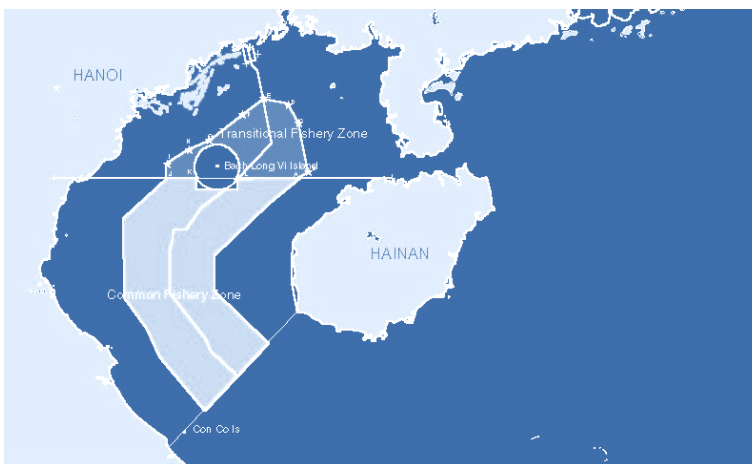 HANOI
Transitional Fishery Zone
Bach Long Vi Island
HAINAN
Common Fishery Zone
Con Co Is